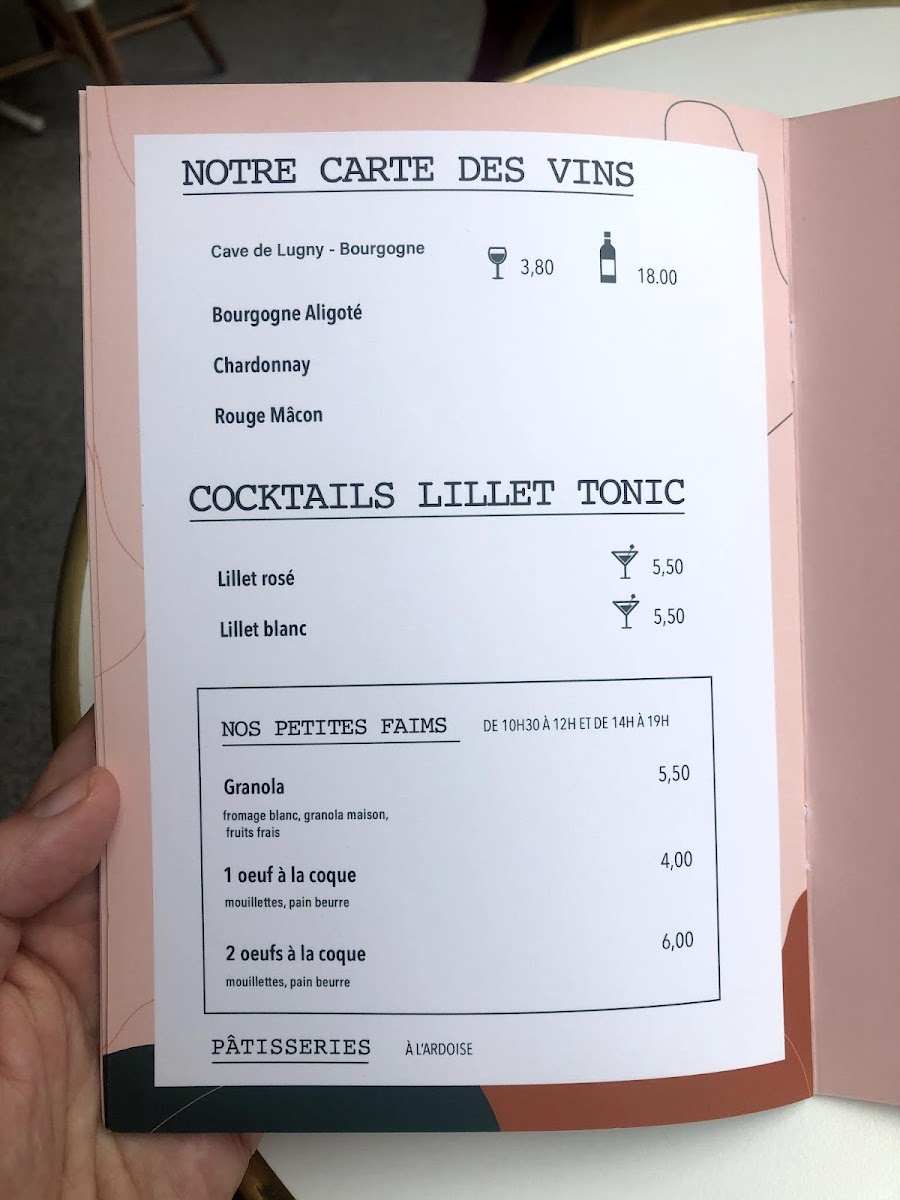 NOTRE CARTE DES VINS
Cave de Lugny - Bourgogne 3,80 18.00
Bourgogne Aligoté
Chardonnay
Rouge Mâcon
COCKTAILS LILLET TONIC
Lillet rosé 5,50
Lillet blanc 5,50
NOS PETITES FAIMS DE 10H30 À 12H ET DE 14H À 19H
Granola 5,50
fromage blanc, granola maison,
fruits frais
1 oeuf à la coque 4,00
mouillettes, pain beurre
2 oeufs à la coque 6,00
mouillettes, pain beurre
PÂTISSERIES À L'ARDOISE